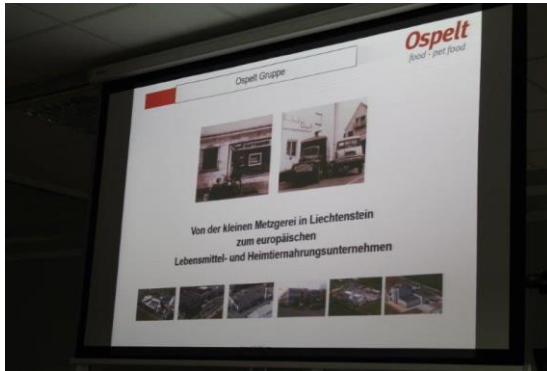 Ospelt
food - pet food
Ospelt Gruppe
Von der kleinen Metzgerei in Liechtenstein
zum europäischen
Lebensmittel- und Heimtiernahrungsunternehmen